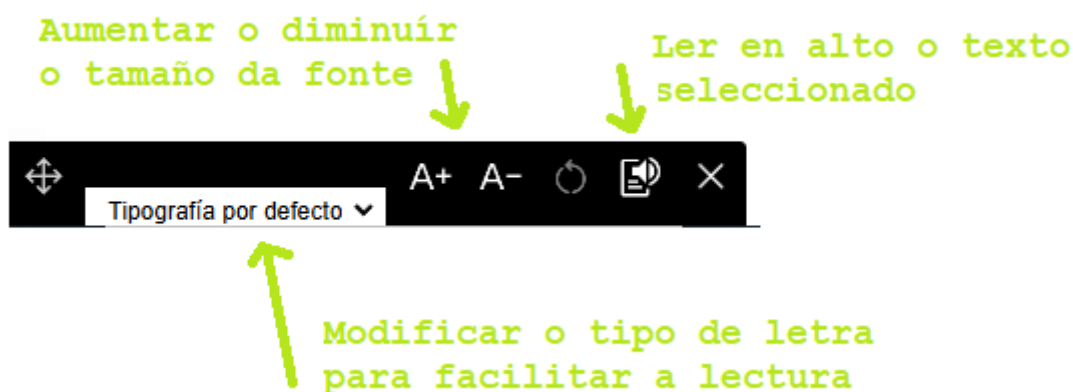 Aumentar o diminuír
o tamaño da fonte
Ler en alto o texto
seleccionado
A+ A-
Tipografía por defecto
Modificar o tipo de letra
para facilitar a lectura